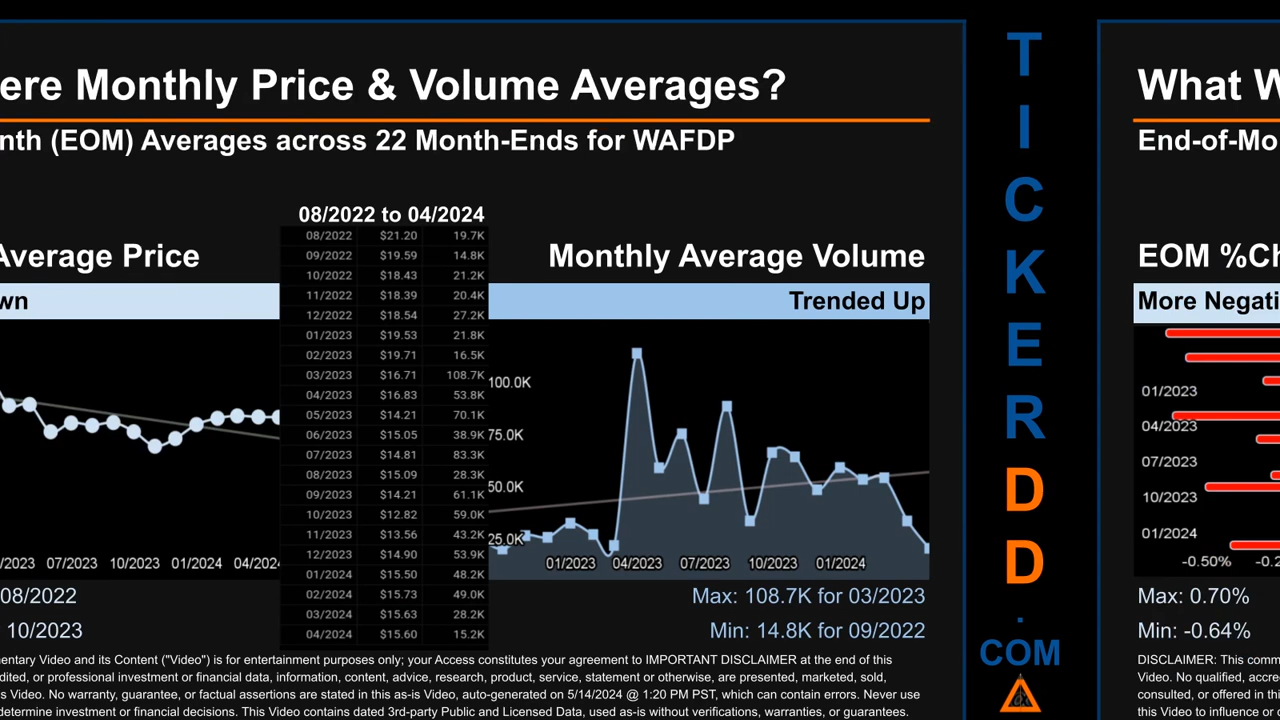 ere Monthly Price & Volume Averages?
nth (EOM) Averages across 22 Month-Ends for WAFDP
08/2022 to 04/2024
Average Price
wn
08/2022 $21.20 19.7K
09/2022 $19.59 14.8K
10/2022 $18.43 21.2K
11/2022 $18.39 20.4K
12/2022 $18.54 27.2K
01/2023 $19.53 21.8K
02/2023 $19.71 16.5K
03/2023 $16.71 108.7K
04/2023 $16.83 53.8K
05/2023 $14.21 70.1K
06/2023 $15.05 38.9K
07/2023 $14.81 83.3K
08/2023 $15.09 28.3K
09/2023 $14.21 61.1K
10/2023 $12.82 59.0K
11/2023 $13.56 43.2K
12/2023 $14.90 53.9K
01/2024 $15.50 48.2K
02/2024 $15.73 49.0K
03/2024 $15.63 28.2K
04/2024 $15.60 15.2K
/2023 07/2023 10/2023 01/2024 04/202
08/2022
10/2023
Monthly Average Volume
Trended Up
100.0K
75.0K
50.0K
25.0K
01/2023 04/2023 07/2023 10/2023 01/2024
Max: 108.7K for 03/2023
Min: 14.8K for 09/2022
mentary Video and its Content ("Video") is for entertainment purposes only; your Access constitutes your agreement to IMPORTANT DISCLAIMER at the end of this
dited, or professional investment or financial data, information, content, advice, research, product, service, statement or otherwise, are presented, marketed, sold,
s Video. No warranty, guarantee, or factual assertions are stated in this as-is Video, auto-generated on 5/14/2024 @ 1:20 PM PST, which can contain errors. Never use
determine investment or financial decisions. This Video contains dated 3rd-party Public and Licensed Data, used as-is without verifications, warranties, or guarantees.
T
I
C
K
E
R
D
D
.
COM
What W
End-of-Mo
EOM %Ch
More Negati
01/2023
04/2023
07/2023
10/2023
01/2024
-0.50% -0.2
Max: 0.70%
Min: -0.64%
DISCLAIMER: This comm
Video. No qualified, accre
consulted, or offered in thi
this Video to influence or d